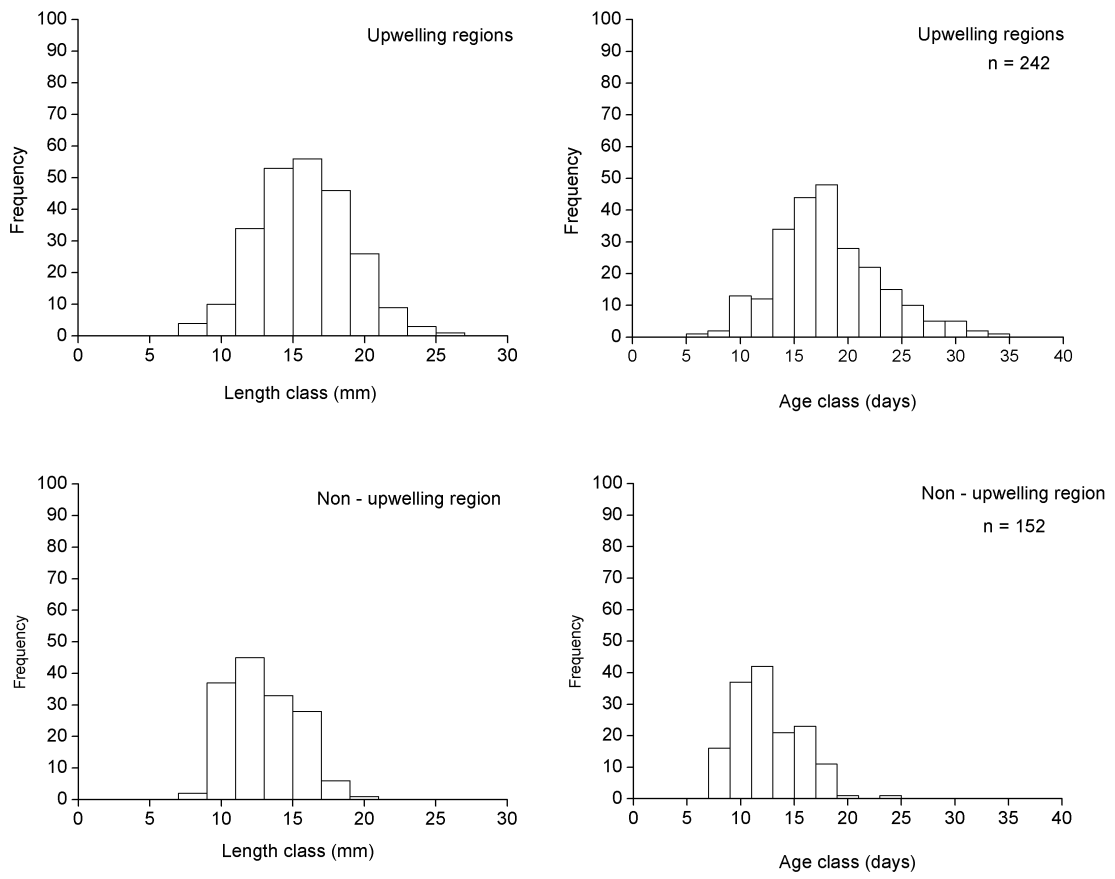 100
90
80
70
60
50
40
30
20
10
0
Frequency
Upwelling regions
0 5 10 15 20 25 30
Length class (mm)
100
90
80
70
60
50
40
30
20
10
0
Frequency
Upwelling regions
n = 242
0 5 10 15 20 25 30 35 40
Age class (days)
100
90
80
70
60
50
40
30
20
10
0
Frequency
Non - upwelling region
0 5 10 15 20 25 30
Length class (mm)
100
90
80
70
60
50
40
30
20
10
0
Frequency
Non - upwelling region
n = 152
0 5 10 15 20 25 30 35 40
Age class (days)